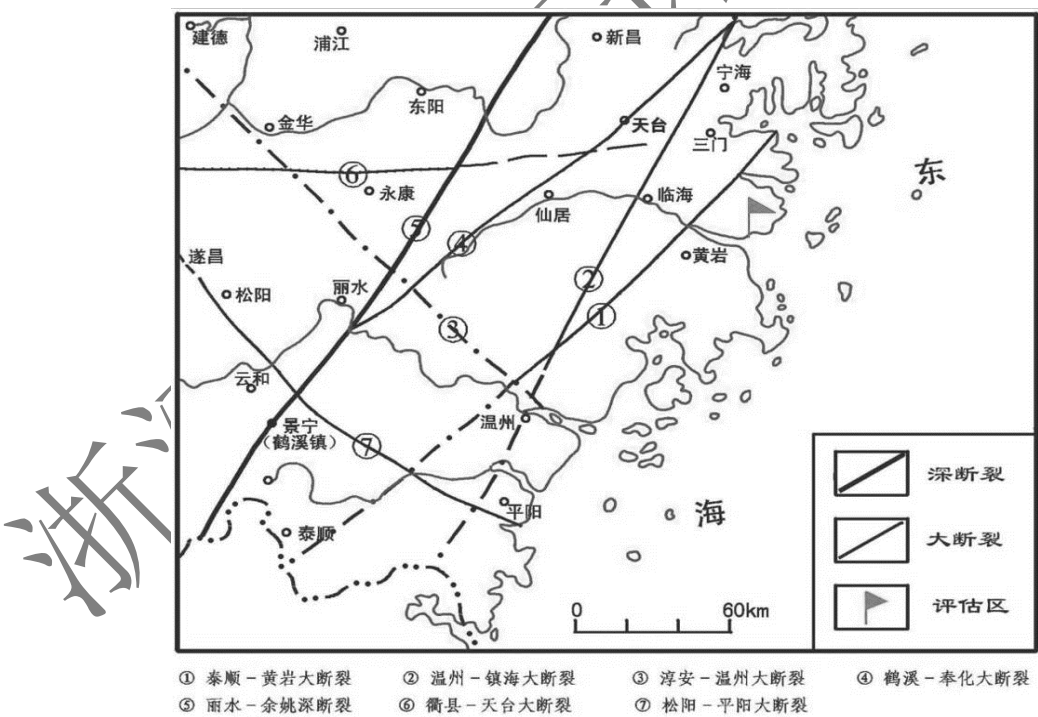 建德
浦江
新昌
宁海
东阳
金华
天台
三门
东
⑥
永康
仙居
临海
⑤
④
黄岩
遂昌
②
丽水
松阳
③
①
云和
温州
景宁
(鹤溪镇)
⑦
深断裂
平阳
海
泰顺
大断裂
0
60km
评估区
浙
① 泰顺－黄岩大断裂
② 温州－镇海大断裂
③ 淳安－温州大断裂
④ 鹤溪－奉化大断裂
⑤ 丽水－余姚深断裂
⑥ 衢县－天台大断裂
⑦ 松阳－平阳大断裂